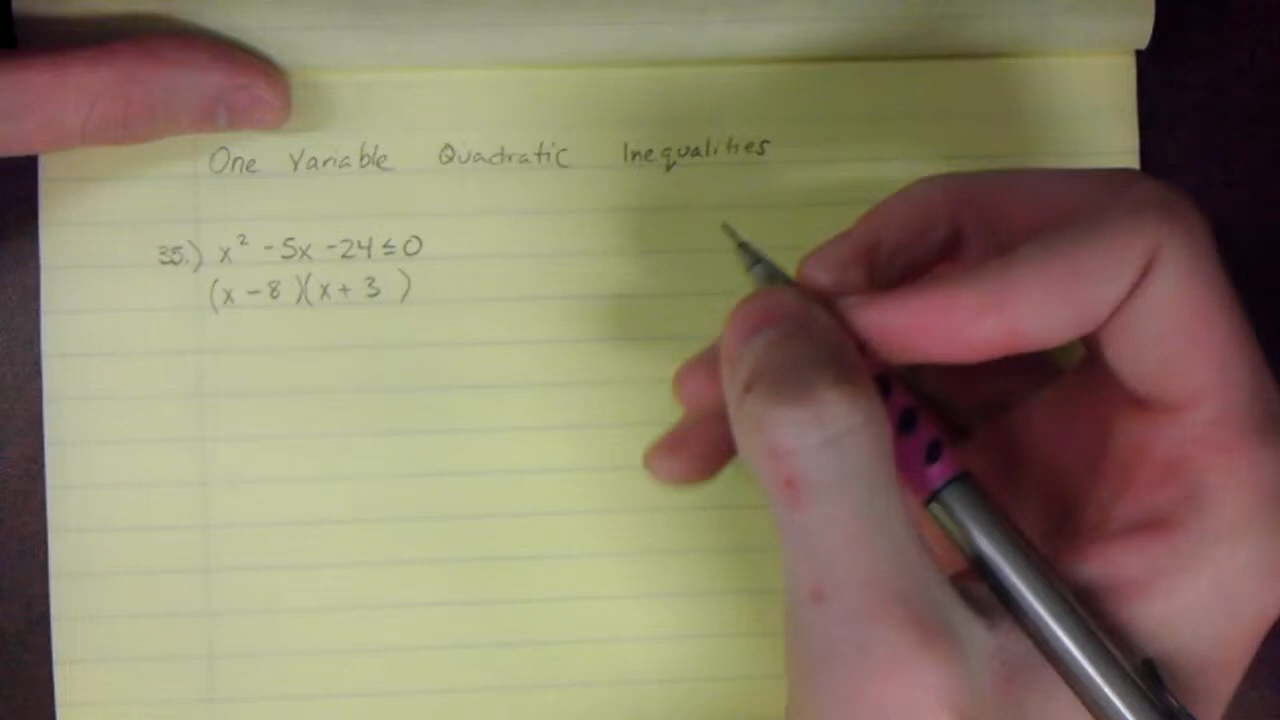 One Variable Quadratic Inequalities
35.) x² -5x -24≤0
(x-8)(x+3)